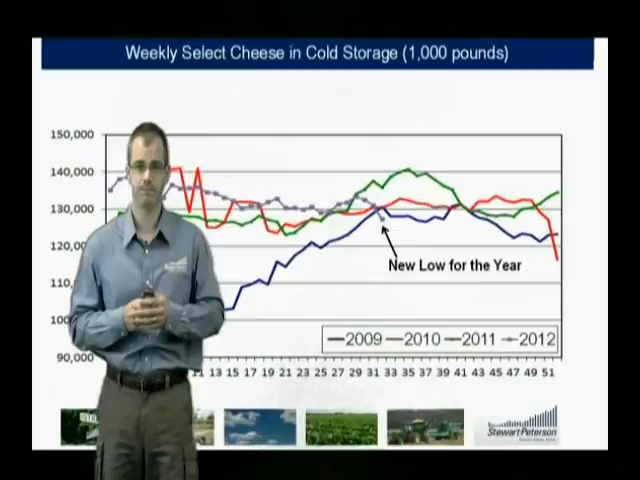 Weekly Select Cheese in Cold Storage (1,000 pounds)
150,000
140,000
130,000
120,000
110,000
100
90,000
New Low for the Year
2009 2010 2011 2012
11 13 15 17 19 21 23 25 27 29 31 33 35 37 39 41 43 45 47 49 51
Stewart-Peterson